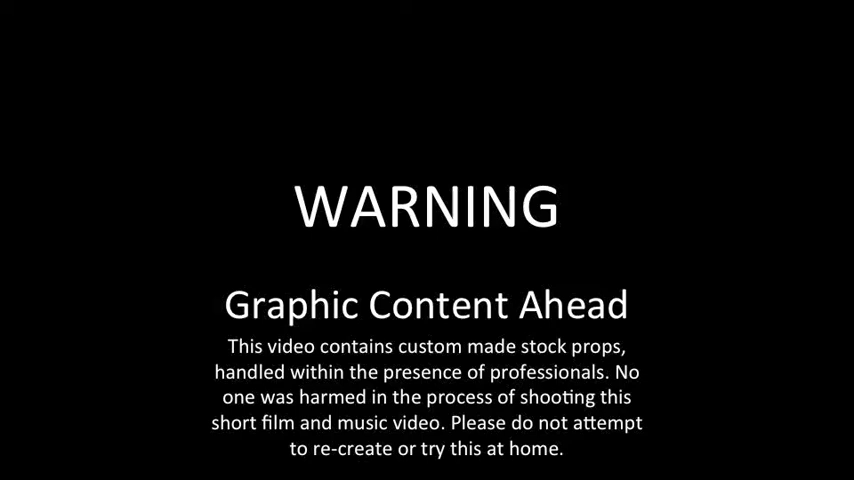 WARNING
Graphic Content Ahead
This video contains custom made stock props,
handled within the presence of professionals. No
one was harmed in the process of shooting this
short film and music video. Please do not attempt
to re-create or try this at home.